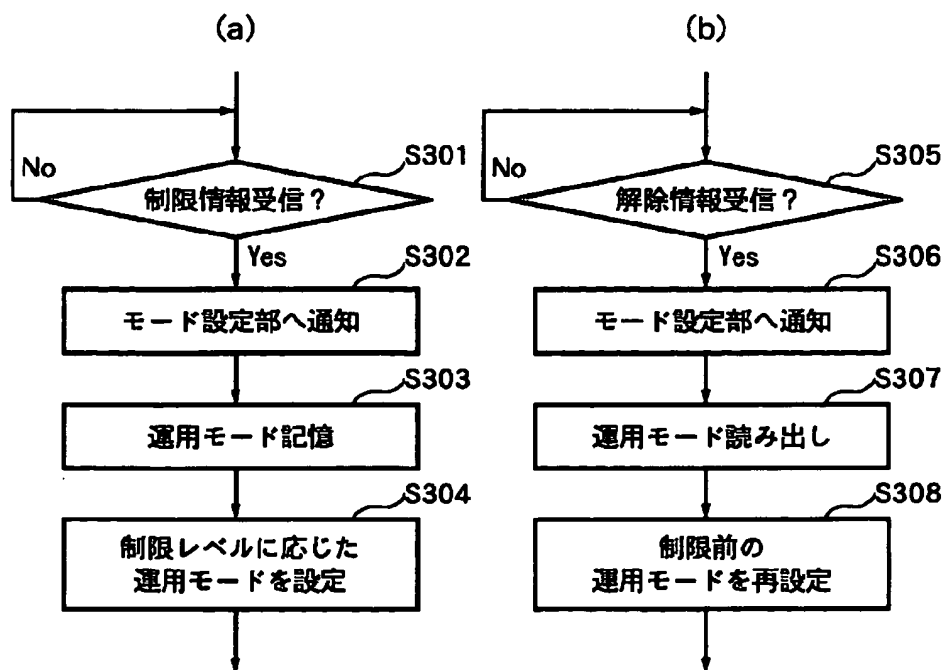 (a)
No
S301
制限情報受信？
Yes
S302
モード設定部へ通知
S303
運用モード記憶
S304
制限レベルに応じた
運用モードを設定
(b)
No
S305
解除情報受信？
Yes
S306
モード設定部へ通知
S307
運用モード読み出し
S308
制限前の
運用モードを再設定